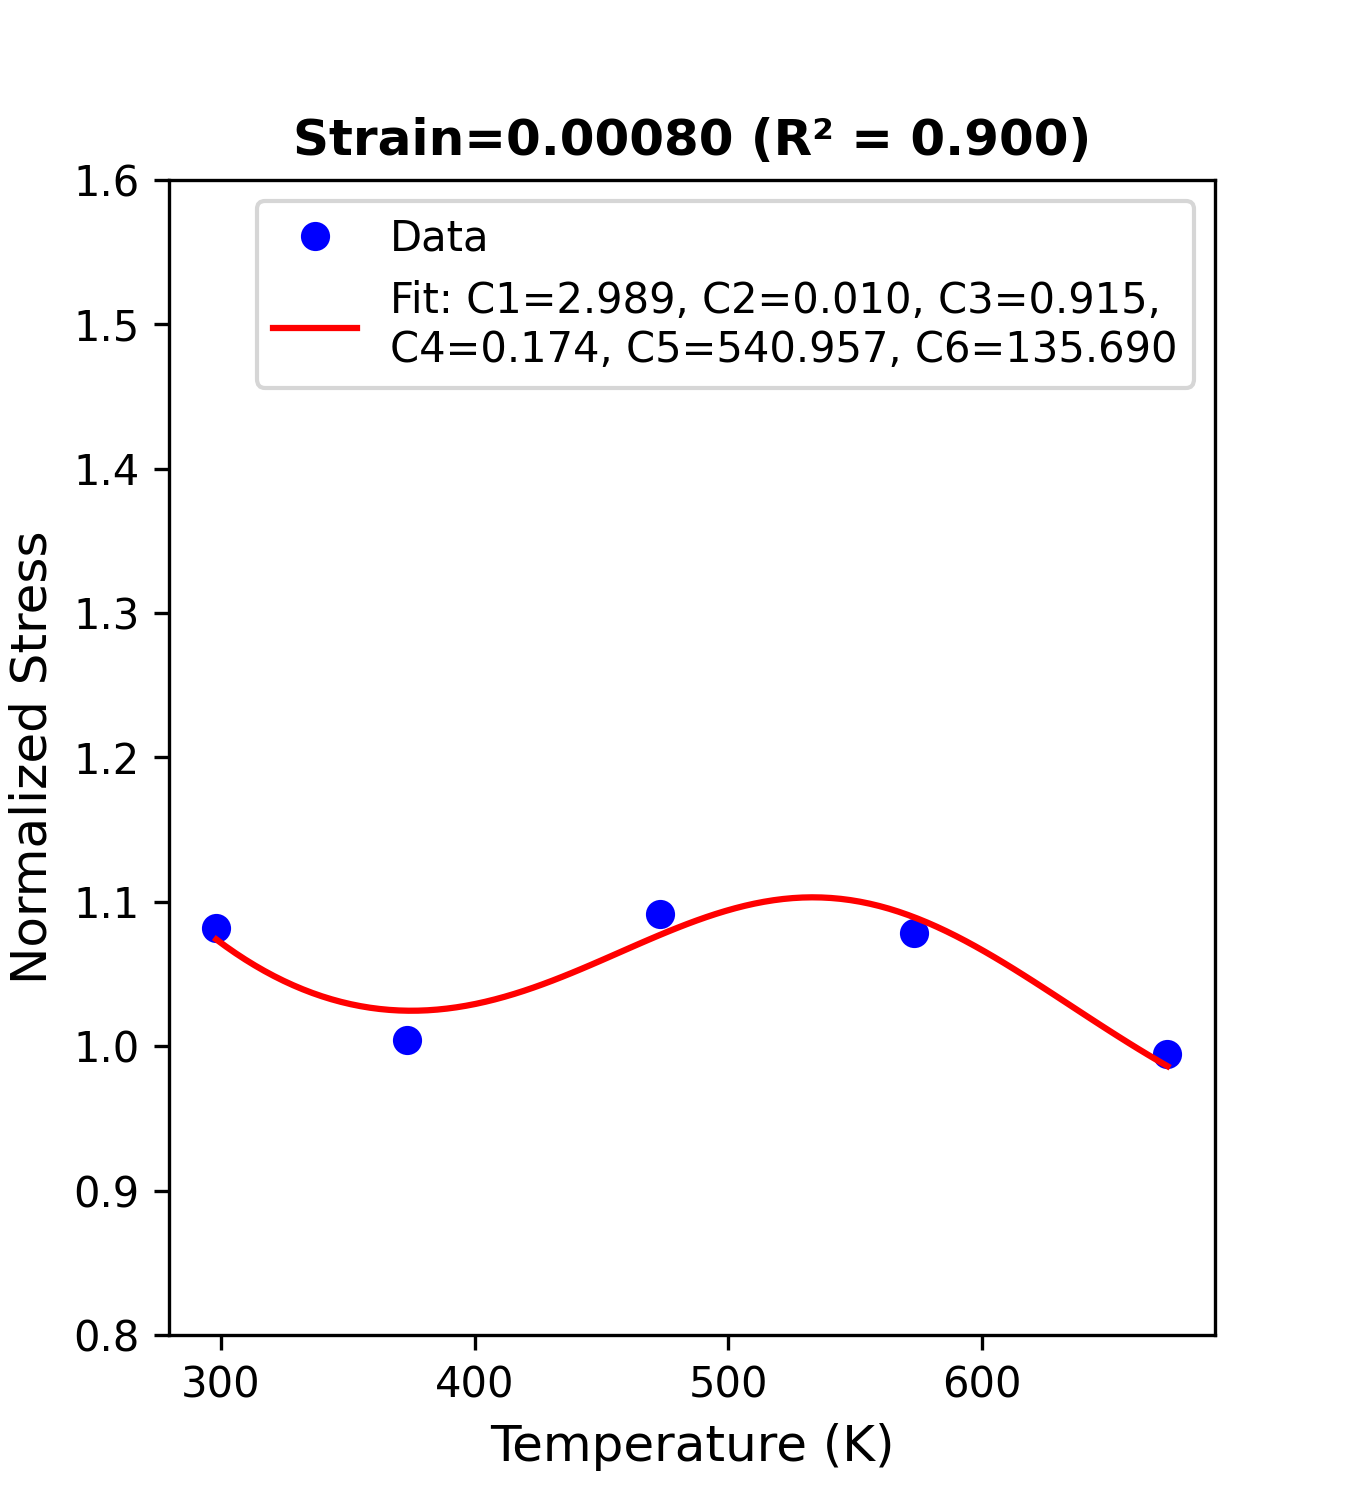 Strain=0.00080 (R² = 0.900)
Data
Fit: C1=2.989, C2=0.010, C3=0.915,
C4=0.174, C5=540.957, C6=135.690
Normalized Stress
1.6
1.5
1.4
1.3
1.2
1.1
1.0
0.9
0.8
300 400 500 600
Temperature (K)